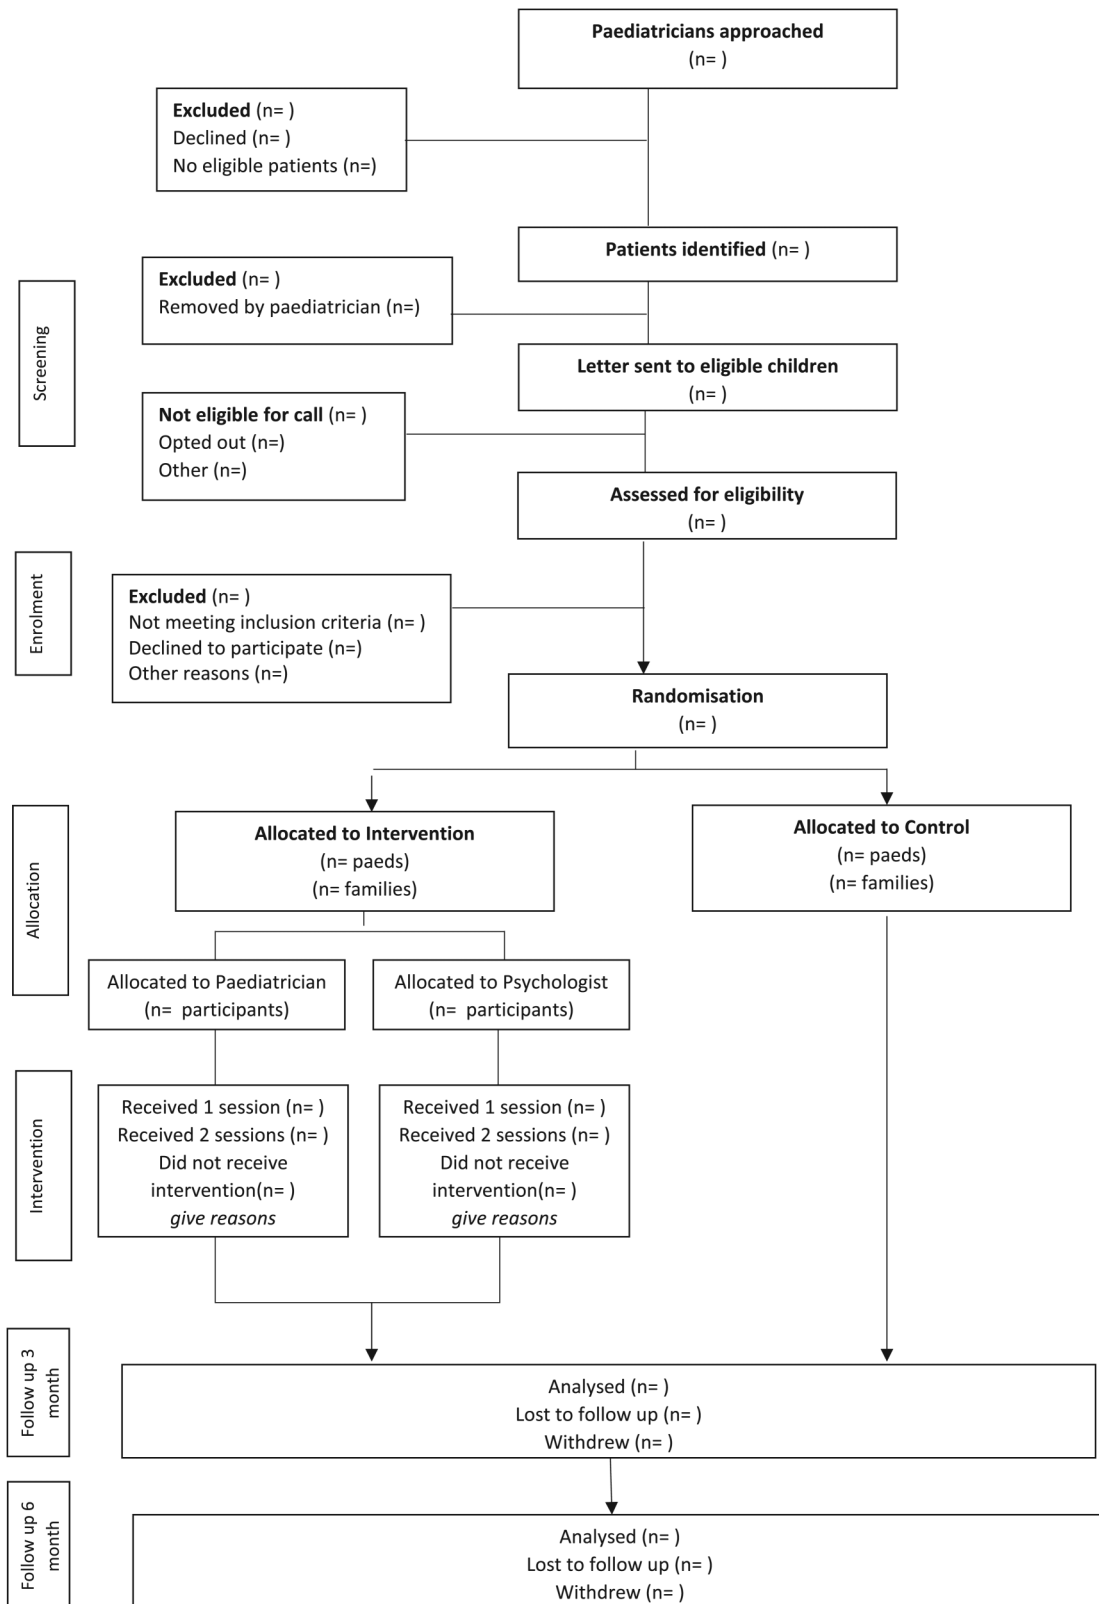 Paediatricians approached
(n= )
Excluded (n= )
Declined (n= )
No eligible patients (n=)
Patients identified (n= )
Excluded (n= )
Removed by paediatrician (n=)
Screening
Letter sent to eligible children
(n= )
Not eligible for call (n= )
Opted out (n=)
Other (n=)
Assessed for eligibility
(n= )
Enrolment
Excluded (n= )
Not meeting inclusion criteria (n= )
Declined to participate (n=)
Other reasons (n=)
Randomisation
(n= )
Allocation
Allocated to Intervention
(n= paeds)
(n= families)
Allocated to Control
(n= paeds)
(n= families)
Allocated to Paediatrician
(n=  participants)
Allocated to Psychologist
(n=  participants)
Intervention
Received 1 session (n= )
Received 2 sessions (n= )
Did not receive
intervention(n= )
give reasons
Received 1 session (n= )
Received 2 sessions (n= )
Did not receive
intervention(n= )
give reasons
Follow up 3
month
Analysed (n= )
Lost to follow up (n= )
Withdrew (n= )
Follow up 6
month
Analysed (n= )
Lost to follow up (n= )
Withdrew (n= )